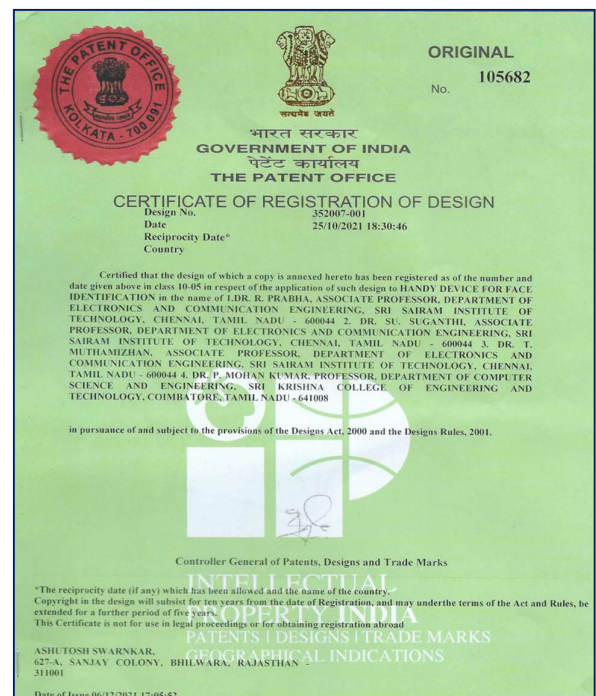 THE PATENT OFFICE
KOLKATA - 700 091
सत्यमेव जयते
ORIGINAL
No. 105682
भारत सरकार
GOVERNMENT OF INDIA
पेटेंट कार्यालय
THE PATENT OFFICE
CERTIFICATE OF REGISTRATION OF DESIGN
Design No. 352007-001
Date 25/10/2021 18:30:46
Reciprocity Date*
Country
Certified that the design of which a copy is annexed hereto has been registered as of the number and
date given above in class 10-05 in respect of the application of such design to HANDY DEVICE FOR FACE
IDENTIFICATION in the name of 1.DR. R. PRABHA, ASSOCIATE PROFESSOR, DEPARTMENT OF
ELECTRONICS AND COMMUNICATION ENGINEERING, SRI SAIRAM INSTITUTE OF
TECHNOLOGY, CHENNAI, TAMIL NADU - 600044 2. DR. SU. SUGANTHI, ASSOCIATE
PROFESSOR, DEPARTMENT OF ELECTRONICS AND COMMUNICATION ENGINEERING, SRI
SAIRAM INSTITUTE OF TECHNOLOGY, CHENNAI, TAMIL NADU - 600044 3. DR. T.
MUTHAMIZHAN, ASSOCIATE PROFESSOR, DEPARTMENT OF ELECTRONICS AND
COMMUNICATION ENGINEERING, SRI SAIRAM INSTITUTE OF TECHNOLOGY, CHENNAI,
TAMIL NADU - 600044 4. DR. P. MOHAN KUMAR, PROFESSOR, DEPARTMENT OF COMPUTER
SCIENCE AND ENGINEERING, SRI KRISHNA COLLEGE OF ENGINEERING AND
TECHNOLOGY, COIMBATORE, TAMIL NADU - 641008
in pursuance of and subject to the provisions of the Designs Act, 2000 and the Designs Rules, 2001.
Controller General of Patents, Designs and Trade Marks
*The reciprocity date (if any) which has been allowed and the name of the country.
Copyright in the design will subsist for ten years from the date of Registration, and may underthe terms of the Act and Rules, be
extended for a further period of five years.
This Certificate is not for use in legal proceedings or for obtaining registration abroad
INTELLECTUAL
PROPERTY INDIA
PATENTS | DESIGNS | TRADE MARKS
GEOGRAPHICAL INDICATIONS
ASHUTOSH SWARNKAR,
627-A, SANJAY COLONY, BHILWARA, RAJASTHAN -
311001
Date of Issue 06/12/2021 17:05:52